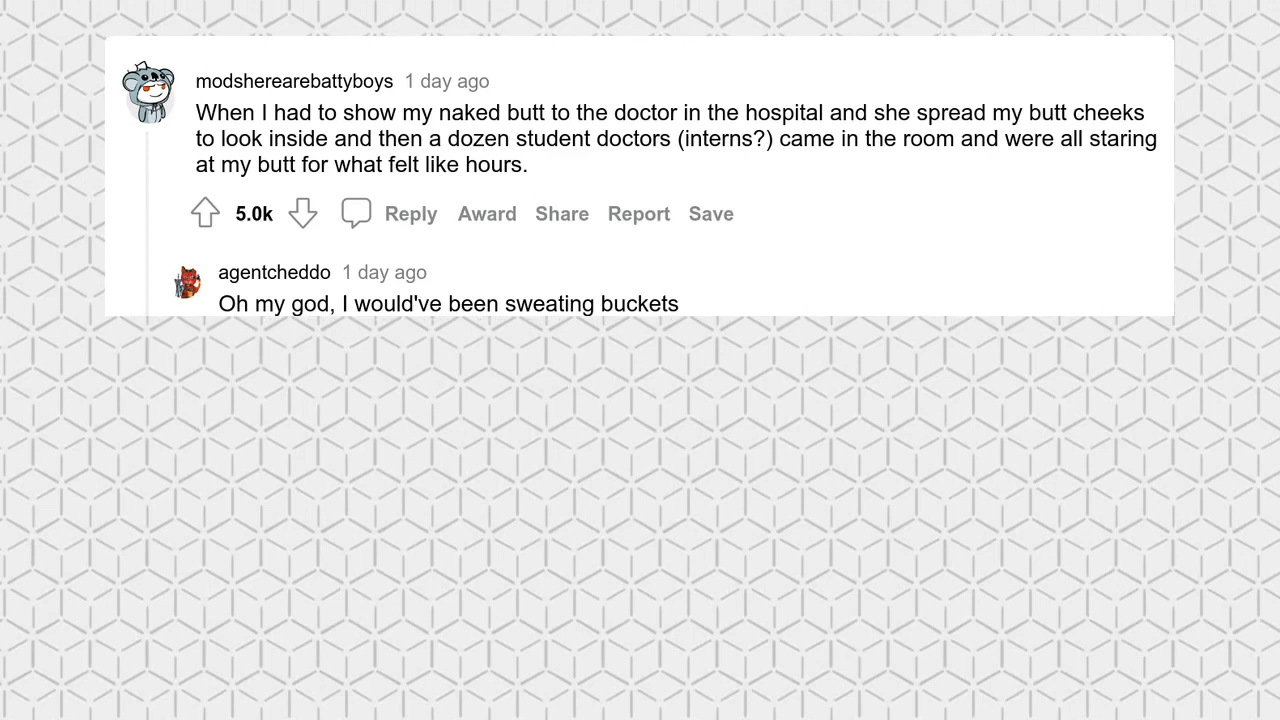 modsherearebattyboys 1 day ago
When I had to show my naked butt to the doctor in the hospital and she spread my butt cheeks
to look inside and then a dozen student doctors (interns?) came in the room and were all staring
at my butt for what felt like hours.
5.0k Reply Award Share Report Save
agentcheddo 1 day ago
Oh my god, I would've been sweating buckets